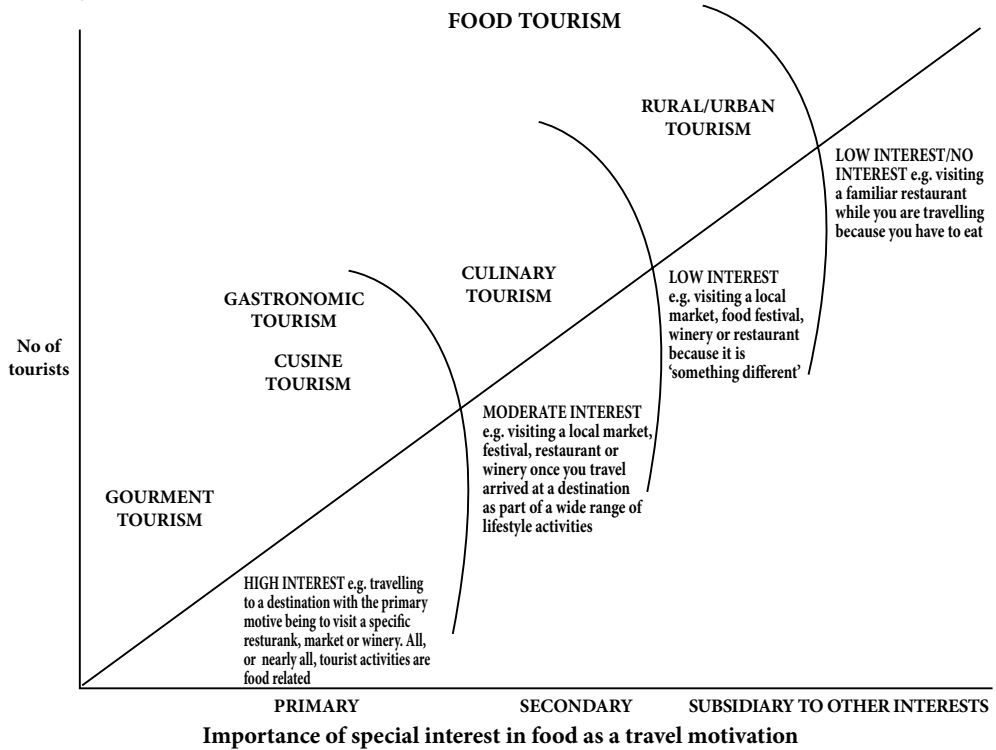 FOOD TOURISM
RURAL/URBAN
TOURISM
LOW INTEREST/NO
INTEREST e.g. visiting
a familiar restaurant
while you are travelling
because you have to eat
CULINARY
TOURISM
LOW INTEREST
e.g. visiting a local
market, food festival,
winery or restaurant
because it is
‘something different’
GASTRONOMIC
TOURISM
CUSINE
TOURISM
No of
tourists
MODERATE INTEREST
e.g. visiting a local market,
festival, restaurant or
winery once you travel
arrived at a destination
as part of a wide range of
lifestyle activities
GOURMENT
TOURISM
HIGH INTEREST e.g. travelling
to a destination with the primary
motive being to visit a specific
resturank, market or winery. All,
or nearly all, tourist activities are
food related
PRIMARY
SECONDARY
SUBSIDIARY TO OTHER INTERESTS
Importance of special interest in food as a travel motivation